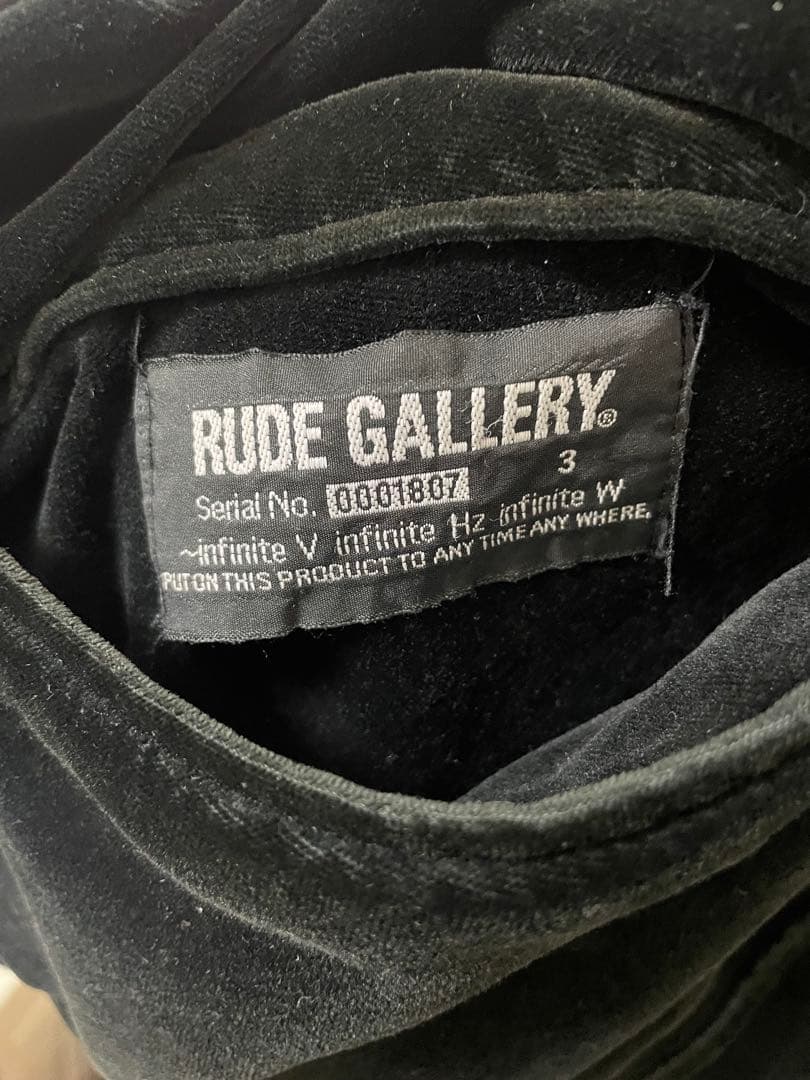 RUDE GALLERY®
3
Serial No. 0001807
~infinite V infinite Hz~infinite W
PUT ON THIS PRODUCT TO ANY TIME ANY WHERE.